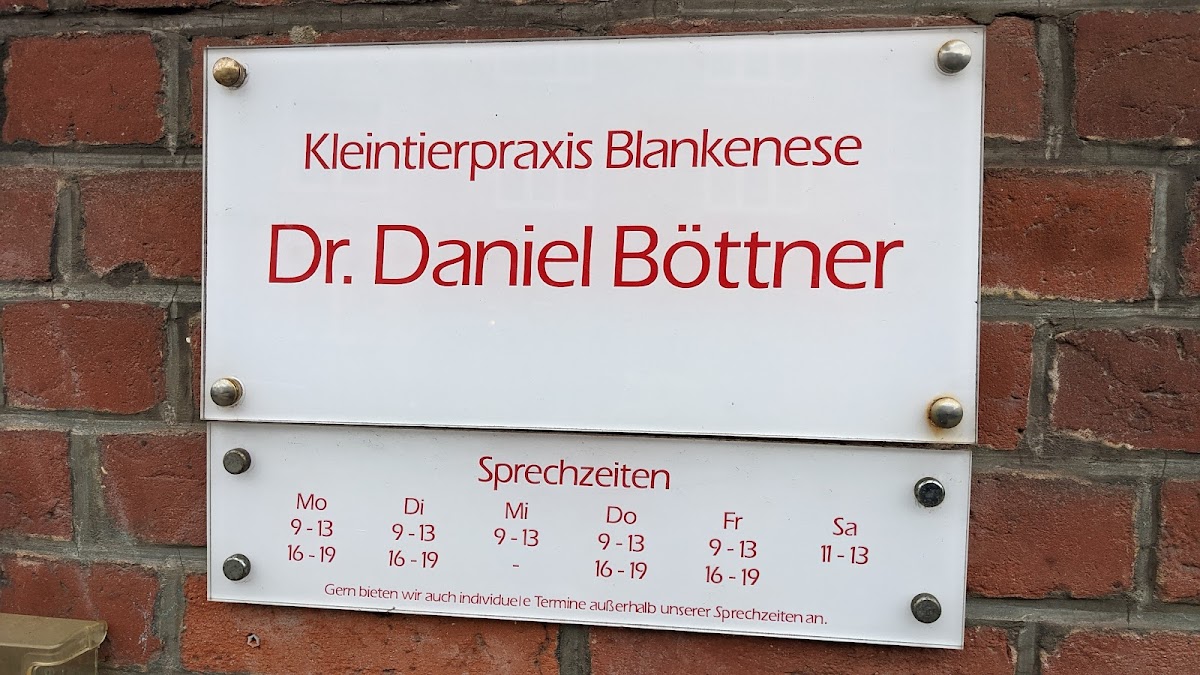 Kleintierpraxis Blankenese
Dr. Daniel Böttner
Sprechzeiten
Mo Di Mi Do Fr Sa
9 - 13 9 - 13 9 - 13 9 - 13 9 - 13 11 - 13
16 - 19 16 - 19 - 16 - 19 16 - 19
Gern bieten wir auch individuelle Termine außerhalb unserer Sprechzeiten an.